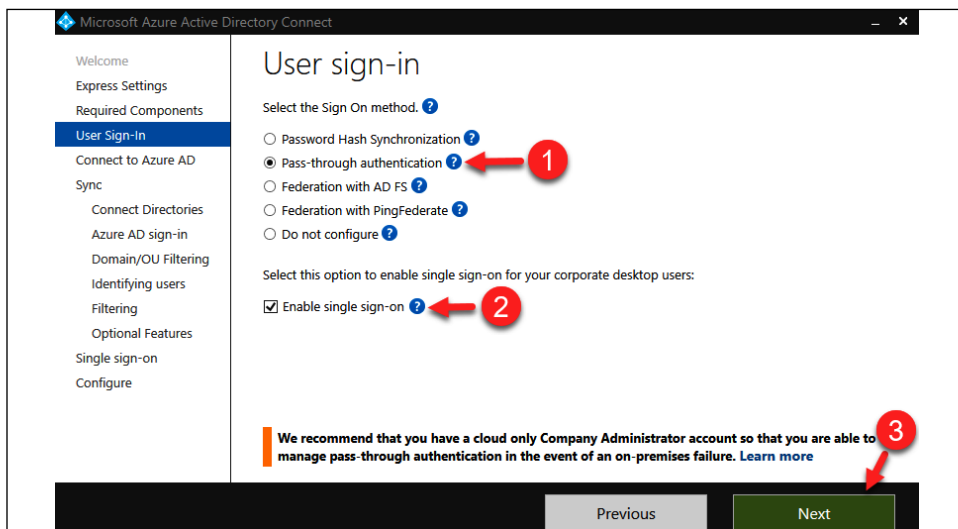 Microsoft Azure Active Directory Connect
Welcome
Express Settings
Required Components
User Sign-In
Connect to Azure AD
Sync
Connect Directories
Azure AD sign-in
Domain/OU Filtering
Identifying users
Filtering
Optional Features
Single sign-on
Configure
User sign-in
Select the Sign On method. ?
Password Hash Synchronization ?
Pass-through authentication ? 1
Federation with AD FS ?
Federation with PingFederate ?
Do not configure ?
Select this option to enable single sign-on for your corporate desktop users:
Enable single sign-on ? 2
We recommend that you have a cloud only Company Administrator account so that you are able to
manage pass-through authentication in the event of an on-premises failure. Learn more
3
Previous
Next